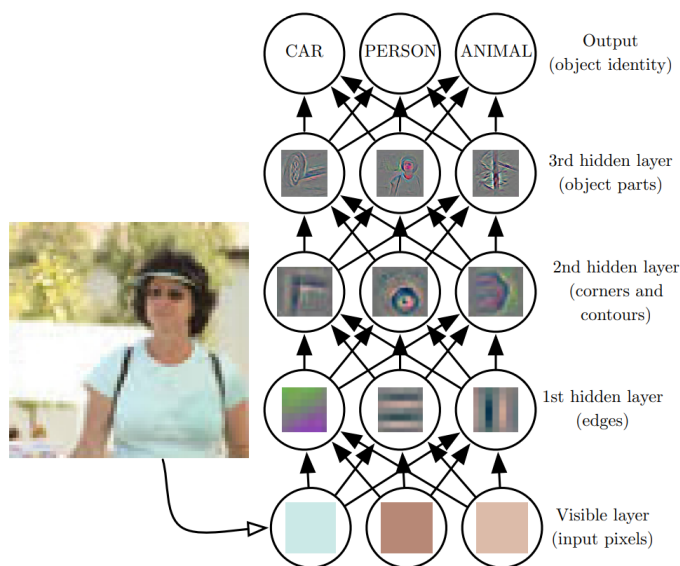 CAR
PERSON
ANIMAL
Output
(object identity)
3rd hidden layer
(object parts)
2nd hidden layer
(corners and
contours)
1st hidden layer
(edges)
Visible layer
(input pixels)